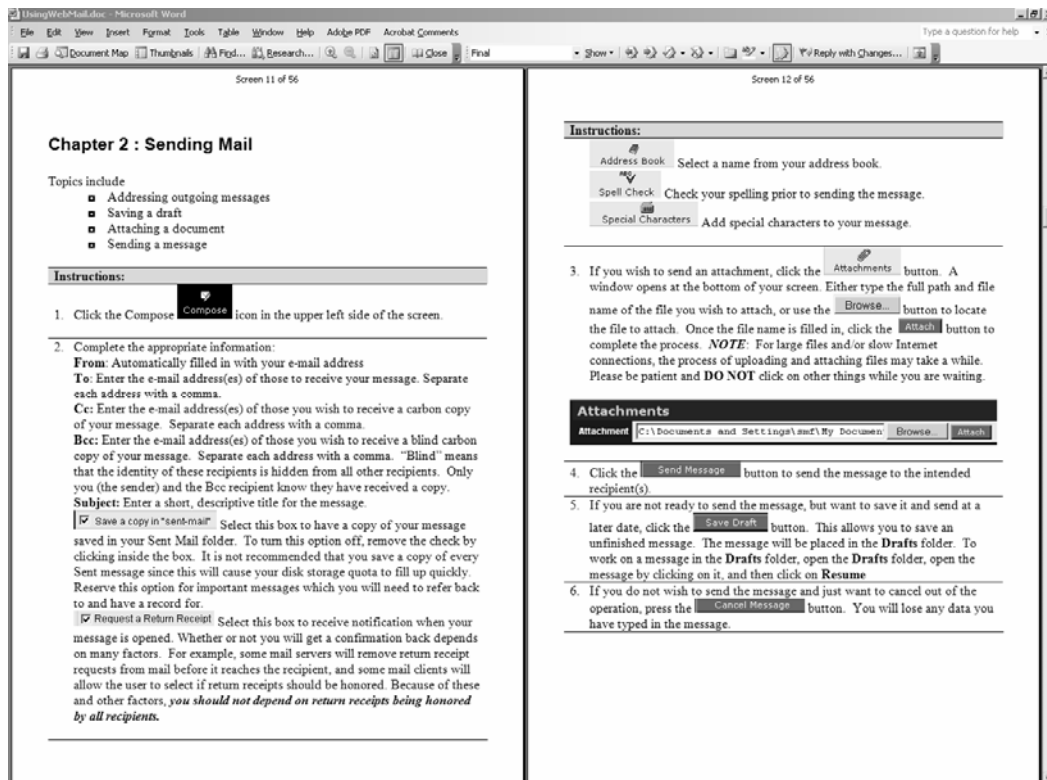 UsingWebMail.doc - Microsoft Word
File Edit View Insert Format Tools Table Window Help Adobe PDF Acrobat Comments
Type a question for help
Document Map Thumbnails Find... Research... Close Final Show Reply with Changes...
Screen 11 of 56
Chapter 2 : Sending Mail
Topics include
Addressing outgoing messages
Saving a draft
Attaching a document
Sending a message
Instructions:
1. Click the Compose Compose icon in the upper left side of the screen.
2. Complete the appropriate information:
From: Automatically filled in with your e-mail address
To: Enter the e-mail address(es) of those to receive your message. Separate
each address with a comma.
Cc: Enter the e-mail address(es) of those you wish to receive a carbon copy
of your message. Separate each address with a comma.
Bcc: Enter the e-mail address(es) of those you wish to receive a blind carbon
copy of your message. Separate each address with a comma. "Blind" means
that the identity of these recipients is hidden from all other recipients. Only
you (the sender) and the Bcc recipient know they have received a copy.
Subject: Enter a short, descriptive title for the message.
Save a copy in "sent-mail" Select this box to have a copy of your message
saved in your Sent Mail folder. To turn this option off, remove the check by
clicking inside the box. It is not recommended that you save a copy of every
Sent message since this will cause your disk storage quota to fill up quickly.
Reserve this option for important messages which you will need to refer back
to and have a record for.
Request a Return Receipt Select this box to receive notification when your
message is opened. Whether or not you will get a confirmation back depends
on many factors. For example, some mail servers will remove return receipt
requests from mail before it reaches the recipient, and some mail clients will
allow the user to select if return receipts should be honored. Because of these
and other factors, you should not depend on return receipts being honored
by all recipients.
Screen 12 of 56
Instructions:
Address Book Select a name from your address book.
Spell Check Check your spelling prior to sending the message.
Special Characters Add special characters to your message.
3. If you wish to send an attachment, click the Attachments button. A
window opens at the bottom of your screen. Either type the full path and file
name of the file you wish to attach, or use the Browse... button to locate
the file to attach. Once the file name is filled in, click the Attach button to
complete the process. NOTE: For large files and/or slow Internet
connections, the process of uploading and attaching files may take a while.
Please be patient and DO NOT click on other things while you are waiting.
Attachments
Attachment C:\Documents and Settings\smf\My Documen Browse... Attach
4. Click the Send Message button to send the message to the intended
recipient(s).
5. If you are not ready to send the message, but want to save it and send at a
later date, click the Save Draft button. This allows you to save an
unfinished message. The message will be placed in the Drafts folder. To
work on a message in the Drafts folder, open the Drafts folder, open the
message by clicking on it, and then click on Resume
6. If you do not wish to send the message and just want to cancel out of the
operation, press the Cancel Message button. You will lose any data you
have typed in the message.